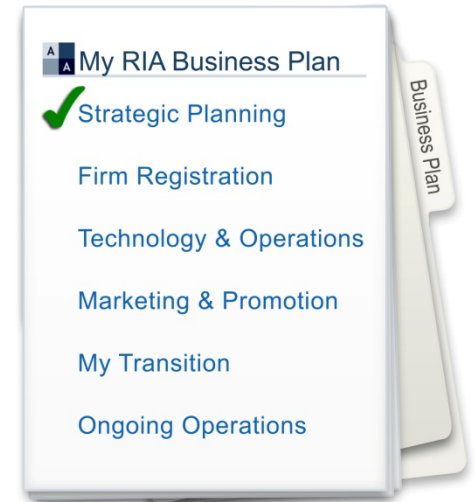 A
A
My RIA Business Plan
Strategic Planning
Firm Registration
Technology & Operations
Marketing & Promotion
My Transition
Ongoing Operations
Business Plan